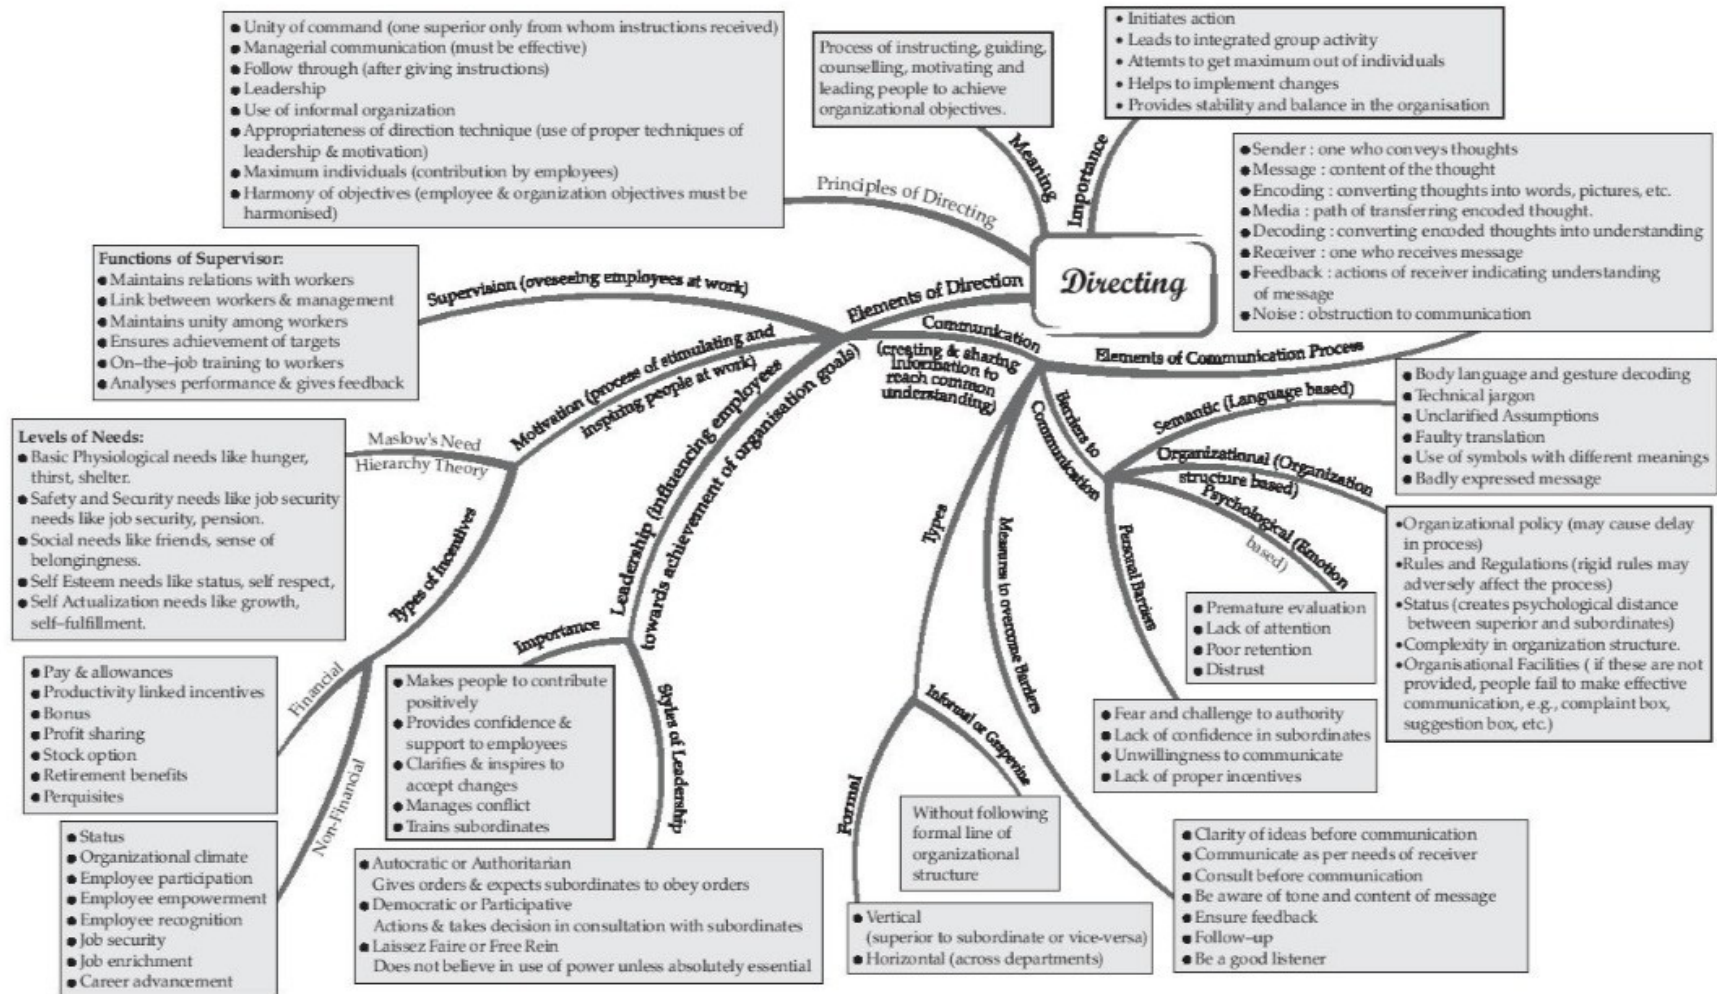 Directing
Meaning
Process of instructing, guiding,
counselling, motivating and
leading people to achieve
organizational objectives.
Importance
• Initiates action
• Leads to integrated group activity
• Attemts to get maximum out of individuals
• Helps to implement changes
• Provides stability and balance in the organisation
Principles of Directing
● Unity of command (one superior only from whom instructions received)
● Managerial communication (must be effective)
● Follow through (after giving instructions)
● Leadership
● Use of informal organization
● Appropriateness of direction technique (use of proper techniques of
leadership & motivation)
● Maximum individuals (contribution by employees)
● Harmony of objectives (employee & organization objectives must be
harmonised)
Elements of Direction
Supervision (oveseeing employees at work)
Functions of Supervisor:
● Maintains relations with workers
● Link between workers & management
● Maintains unity among workers
● Ensures achievement of targets
● On–the–job training to workers
● Analyses performance & gives feedback
Motivation (process of stimulating and
inspiring people at work)
Maslow's Need
Hierarchy Theory
Levels of Needs:
● Basic Physiological needs like hunger,
thirst, shelter.
● Safety and Security needs like job security
needs like job security, pension.
● Social needs like friends, sense of
belongingness.
● Self Esteem needs like status, self respect,
● Self Actualization needs like growth,
self–fulfillment.
Types of Incentives
Financial
● Pay & allowances
● Productivity linked incentives
● Bonus
● Profit sharing
● Stock option
● Retirement benefits
● Perquisites
Non-Financial
● Status
● Organizational climate
● Employee participation
● Employee empowerment
● Employee recognition
● Job security
● Job enrichment
● Career advancement
Leadership (influencing employees
towards achievement of organisation goals)
Importance
● Makes people to contribute
positively
● Provides confidence &
support to employees
● Clarifies & inspires to
accept changes
● Manages conflict
● Trains subordinates
Styles of Leadership
● Autocratic or Authoritarian
Gives orders & expects subordinates to obey orders
● Democratic or Participative
Actions & takes decision in consultation with subordinates
● Laissez Faire or Free Rein
Does not believe in use of power unless absolutely essential
Communication
(creating & sharing
information to
reach common
understanding)
Elements of Communication Process
● Sender : one who conveys thoughts
● Message : content of the thought
● Encoding : converting thoughts into words, pictures, etc.
● Media : path of transferring encoded thought.
● Decoding : converting encoded thoughts into understanding
● Receiver : one who receives message
● Feedback : actions of receiver indicating understanding
of message
● Noise : obstruction to communication
Barriers to
Communication
Semantic (Language based)
● Body language and gesture decoding
● Technical jargon
● Unclarified Assumptions
● Faulty translation
● Use of symbols with different meanings
● Badly expressed message
Organizational (Organization
structure based)
•Organizational policy (may cause delay
in process)
•Rules and Regulations (rigid rules may
adversely affect the process)
•Status (creates psychological distance
between superior and subordinates)
•Complexity in organization structure.
•Organisational Facilities ( if these are not
provided, people fail to make effective
communication, e.g., complaint box,
suggestion box, etc.)
Psychological (Emotion
based)
● Premature evaluation
● Lack of attention
● Poor retention
● Distrust
Personal Barriers
● Fear and challenge to authority
● Lack of confidence in subordinates
● Unwillingness to communicate
● Lack of proper incentives
Measures to overcome Barriers
● Clarity of ideas before communication
● Communicate as per needs of receiver
● Consult before communication
● Be aware of tone and content of message
● Ensure feedback
● Follow–up
● Be a good listener
Types
Informal or Grapevine
Without following
formal line of
organizational
structure
Formal
● Vertical
(superior to subordinate or vice-versa)
● Horizontal (across departments)